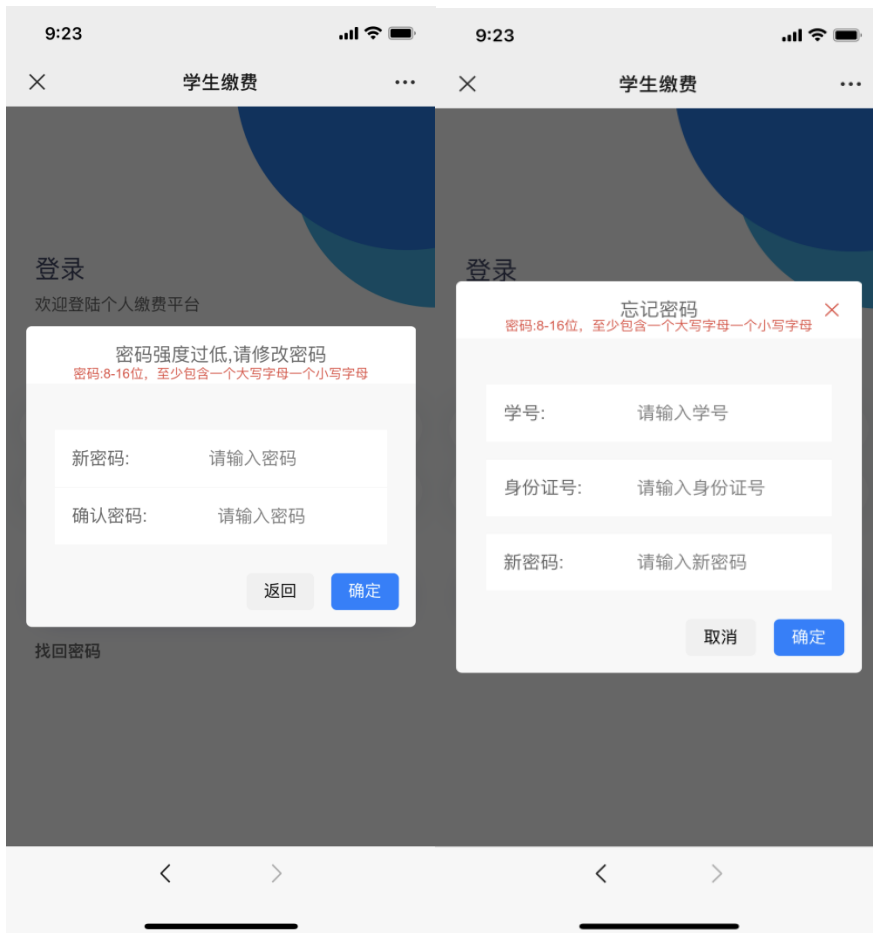 9:23
学生缴费
登录
欢迎登陆个人缴费平台
密码强度过低,请修改密码
密码:8-16位，至少包含一个大写字母一个小写字母
新密码: 请输入密码
确认密码: 请输入密码
返回 确定
找回密码
9:23
学生缴费
登录
忘记密码
密码:8-16位，至少包含一个大写字母一个小写字母
学号: 请输入学号
身份证号: 请输入身份证号
新密码: 请输入新密码
取消 确定